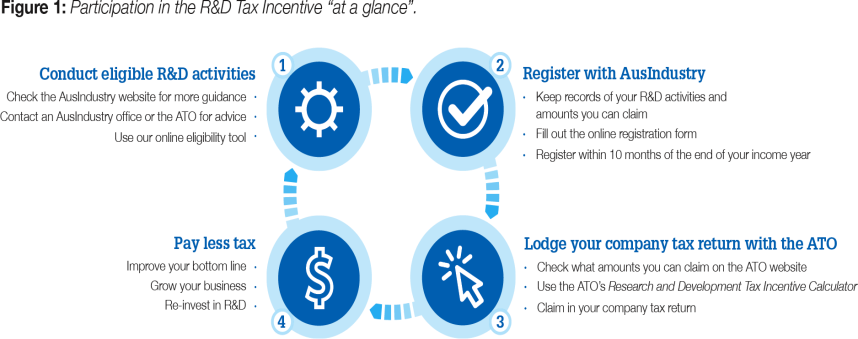 Figure 1: Participation in the R&D Tax Incentive “at a glance”.
1
Conduct eligible R&D activities
Check the AusIndustry website for more guidance ·
Contact an AusIndustry office or the ATO for advice ·
Use our online eligibility tool ·
2
Register with AusIndustry
· Keep records of your R&D activities and
amounts you can claim
· Fill out the online registration form
· Register within 10 months of the end of your income year
3
Lodge your company tax return with the ATO
· Check what amounts you can claim on the ATO website
· Use the ATO’s Research and Development Tax Incentive Calculator
· Claim in your company tax return
4
Pay less tax
Improve your bottom line ·
Grow your business ·
Re-invest in R&D ·
$